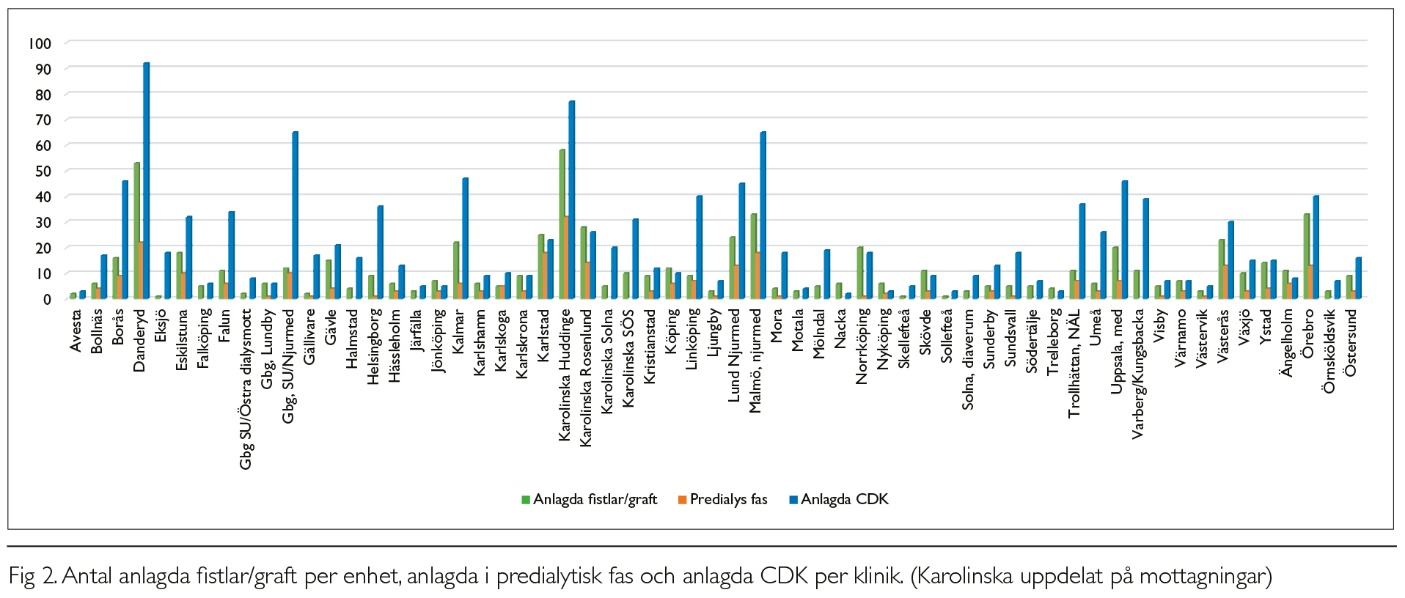 100
90
80
70
60
50
40
30
20
10
0
Avesta
Bollnäs
Borås
Danderyd
Eksjö
Eskilstuna
Falköping
Falun
Gbg SU/Östra dialysmott
Gbg, Lundby
Gbg, SU/Njurmed
Gällivare
Gävle
Halmstad
Helsingborg
Hässleholm
Järfälla
Jönköping
Kalmar
Karlshamn
Karlskoga
Karlskrona
Karlstad
Karolinska Huddinge
Karolinska Rosenlund
Karolinska Solna
Karolinska SÖS
Kristianstad
Köping
Linköping
Ljungby
Lund Njurmed
Malmö, njurmed
Mora
Motala
Mölndal
Nacka
Norrköping
Nyköping
Skellefteå
Skövde
Sollefteå
Solna, diaverum
Sunderby
Sundsvall
Södertälje
Trelleborg
Trollhättan, NÄL
Umeå
Uppsala, med
Varberg/Kungsbacka
Visby
Värnamo
Västervik
Västerås
Växjö
Ystad
Ängelholm
Örebro
Örnsköldsvik
Östersund
Anlagda fistlar/graft Predialys fas Anlagda CDK
Fig 2. Antal anlagda fistlar/graft per enhet, anlagda i predialytisk fas och anlagda CDK per klinik. (Karolinska uppdelat på mottagningar)